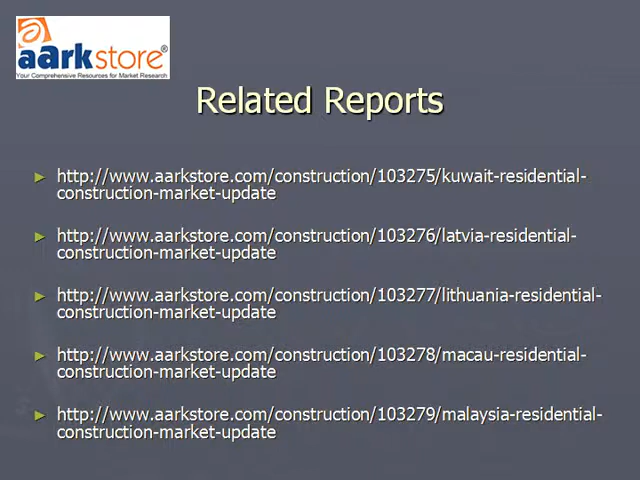 aarkstore®
Your Comprehensive Resources for Market Research
Related Reports
► http://www.aarkstore.com/construction/103275/kuwait-residential-
construction-market-update
► http://www.aarkstore.com/construction/103276/latvia-residential-
construction-market-update
► http://www.aarkstore.com/construction/103277/lithuania-residential-
construction-market-update
► http://www.aarkstore.com/construction/103278/macau-residential-
construction-market-update
► http://www.aarkstore.com/construction/103279/malaysia-residential-
construction-market-update